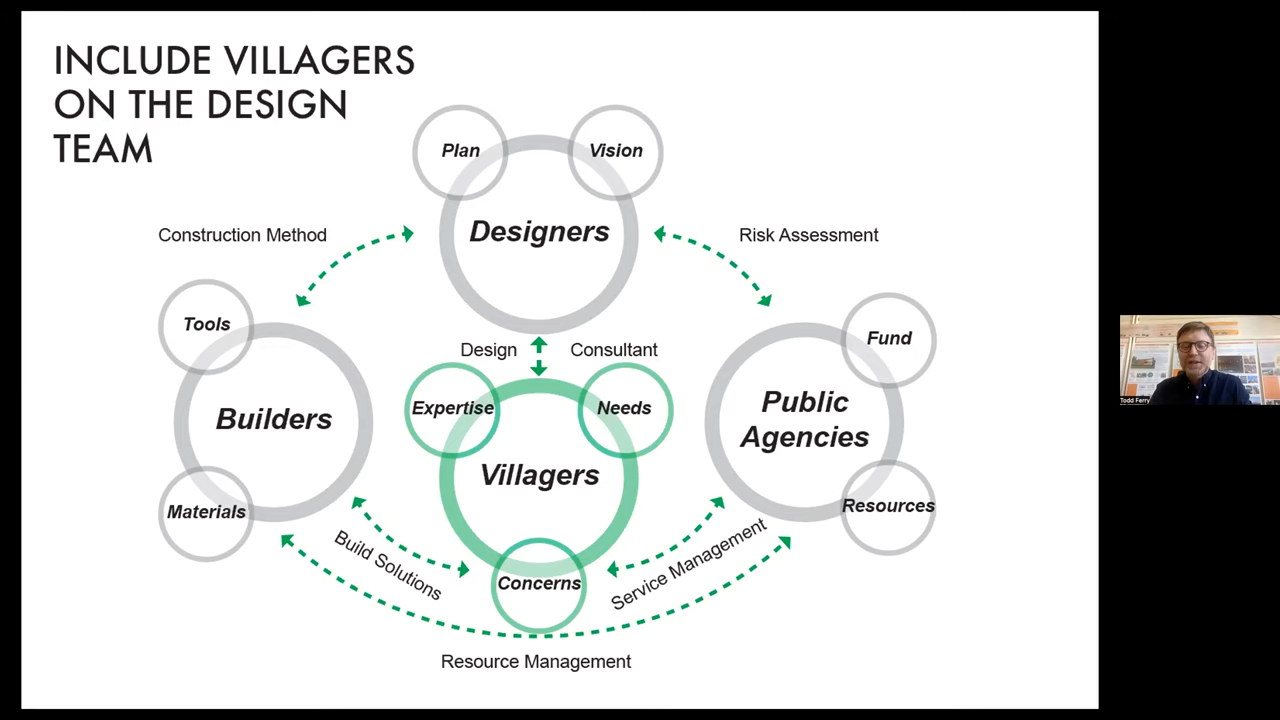 INCLUDE VILLAGERS
ON THE DESIGN
TEAM
Plan
Vision
Designers
Construction Method
Risk Assessment
Tools
Fund
Design
Consultant
Builders
Expertise
Needs
Public
Agencies
Villagers
Materials
Resources
Build Solutions
Concerns
Service Management
Resource Management
Todd Ferry